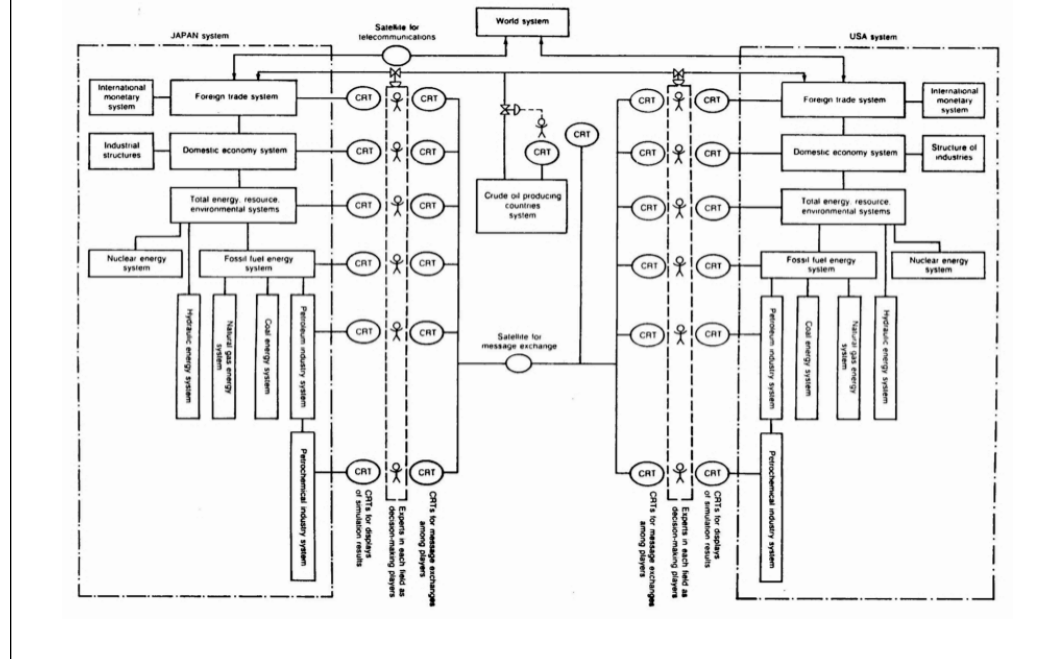 World system
Satellite for
telecommunications
JAPAN system
USA system
International
monetary
system
Foreign trade system
CRT
CRT
CRT
CRT
CRT
Foreign trade system
International
monetary
system
Industrial
structures
Domestic economy system
CRT
CRT
CRT
CRT
CRT
Domestic economy system
Structure of
industries
Total energy, resource,
environmental systems
CRT
CRT
Crude oil producing
countries
system
CRT
CRT
Total energy, resource,
environmental systems
Nuclear energy
system
Fossil fuel energy
system
CRT
CRT
CRT
CRT
Fossil fuel energy
system
Nuclear energy
system
Hydraulic energy system
Natural gas energy
system
Coal energy system
Petroleum industry system
CRT
CRT
Satellite for
message exchange
CRT
CRT
Petroleum industry system
Coal energy system
Natural gas energy
system
Hydraulic energy system
Petrochemical industry system
CRT
CRT
CRT
CRT
Petrochemical industry system
CRTs for displays
of simulation results
Experts in each field as
decision-making players
CRTs for message exchanges
among players
CRTs for message exchanges
among players
Experts in each field as
decision-making players
CRTs for displays
of simulation results